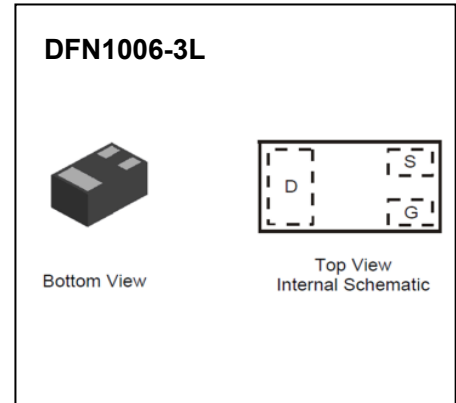 DFN1006-3L
D
S
G
Bottom View
Top View
Internal Schematic